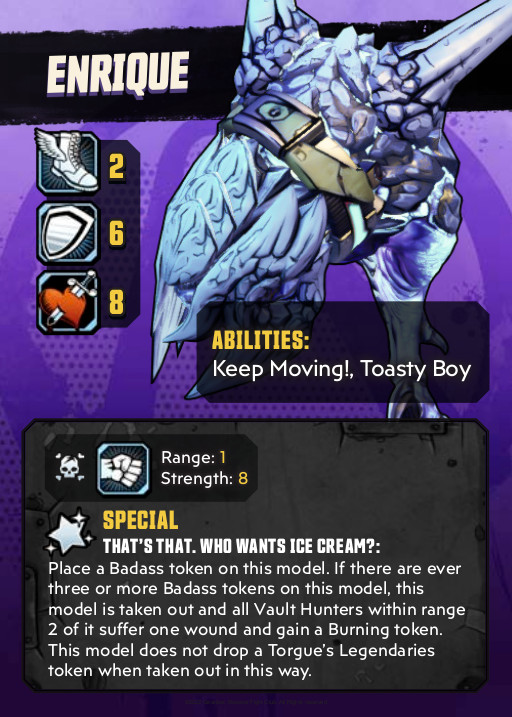 ENRIQUE
2
6
8
ABILITIES:
Keep Moving!, Toasty Boy
Range: 1
Strength: 8
SPECIAL
THAT'S THAT. WHO WANTS ICE CREAM?:
Place a Badass token on this model. If there are ever
three or more Badass tokens on this model, this
model is taken out and all Vault Hunters within range
2 of it suffer one wound and gain a Burning token.
This model does not drop a Torgue's Legendaries
token when taken out in this way.